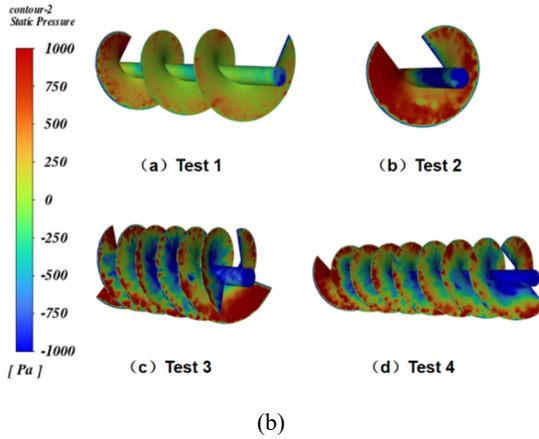 contour-2
Static Pressure
1000
750
500
250
0
-250
-500
-750
-1000
[ Pa ]
(a) Test 1
(b) Test 2
(c) Test 3
(d) Test 4
(b)